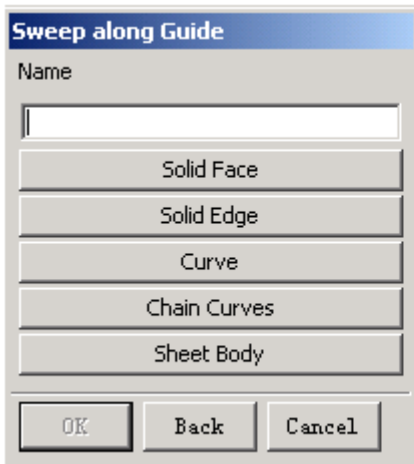 Sweep along Guide
Name
Solid Face
Solid Edge
Curve
Chain Curves
Sheet Body
OK Back Cancel